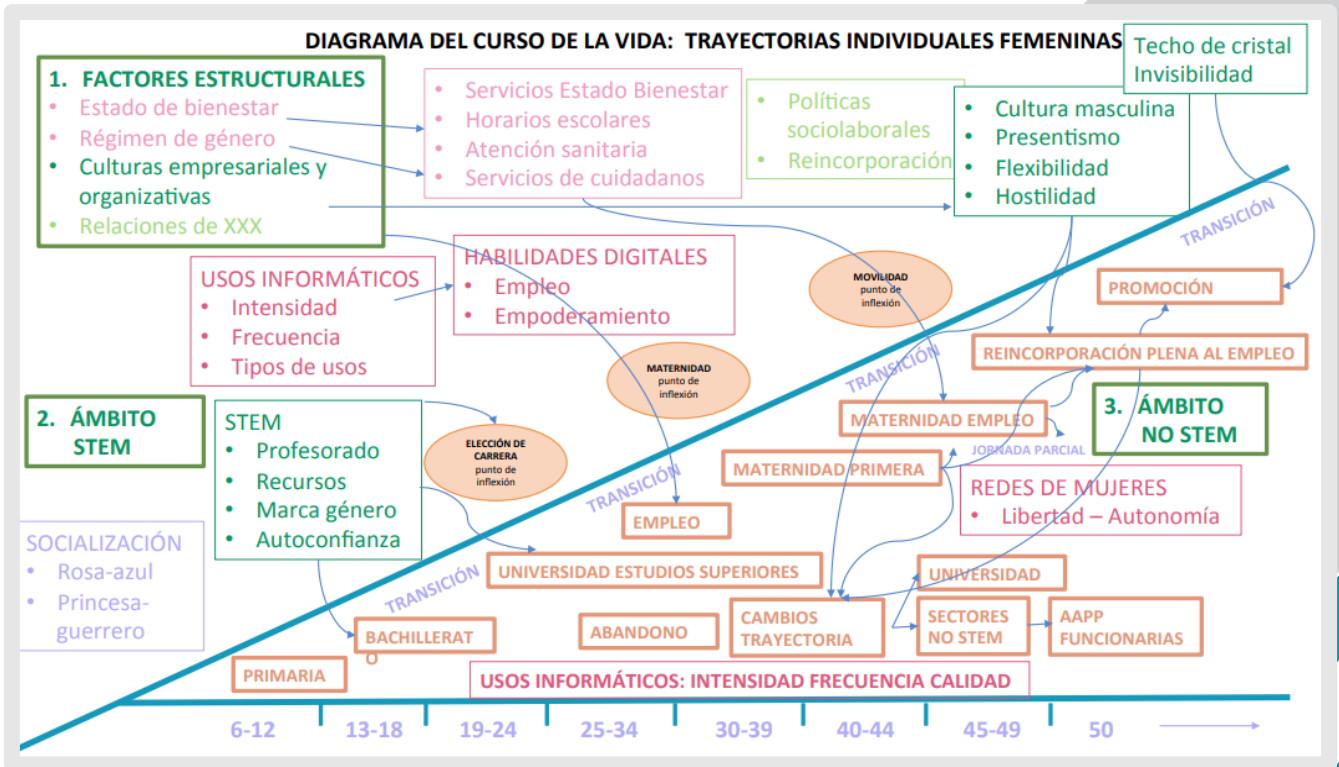 DIAGRAMA DEL CURSO DE LA VIDA: TRAYECTORIAS INDIVIDUALES FEMENINAS
1. FACTORES ESTRUCTURALES
• Estado de bienestar
• Régimen de género
• Culturas empresariales y
organizativas
• Relaciones de XXX
• Servicios Estado Bienestar
• Horarios escolares
• Atención sanitaria
• Servicios de cuidadanos
• Políticas
sociolaborales
• Reincorporación
• Cultura masculina
• Presentismo
• Flexibilidad
• Hostilidad
Techo de cristal
Invisibilidad
USOS INFORMÁTICOS
• Intensidad
• Frecuencia
• Tipos de usos
HABILIDADES DIGITALES
• Empleo
• Empoderamiento
MOVILIDAD
punto de
inflexión
TRANSICIÓN
PROMOCIÓN
MATERNIDAD
punto de
inflexión
TRANSICIÓN
REINCORPORACIÓN PLENA AL EMPLEO
2. ÁMBITO
STEM
STEM
• Profesorado
• Recursos
• Marca género
• Autoconfianza
ELECCIÓN DE
CARRERA
punto de
inflexión
TRANSICIÓN
MATERNIDAD EMPLEO
3. ÁMBITO
NO STEM
JORNADA PARCIAL
MATERNIDAD PRIMERA
REDES DE MUJERES
• Libertad – Autonomía
EMPLEO
SOCIALIZACIÓN
• Rosa-azul
• Princesa-
guerrero
TRANSICIÓN
UNIVERSIDAD ESTUDIOS SUPERIORES
UNIVERSIDAD
BACHILLERAT
O
ABANDONO
CAMBIOS
TRAYECTORIA
SECTORES
NO STEM
AAPP
FUNCIONARIAS
PRIMARIA
USOS INFORMÁTICOS: INTENSIDAD FRECUENCIA CALIDAD
6-12 13-18 19-24 25-34 30-39 40-44 45-49 50